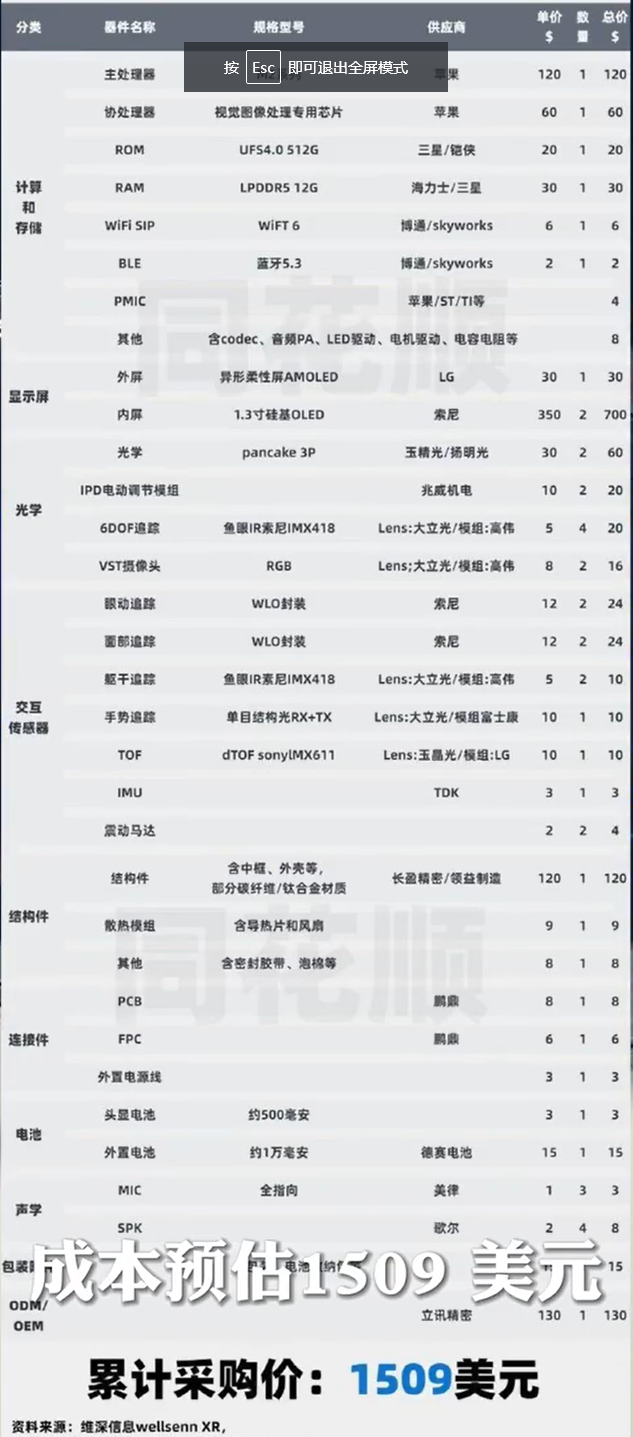 分类 器件名称 规格型号 供应商 单价$ 数量 总价$
按 Esc 即可退出全屏模式
计算和存储
主处理器 苹果 120 1 120
协处理器 视觉图像处理专用芯片 苹果 60 1 60
ROM UFS4.0 512G 三星/铠侠 20 1 20
RAM LPDDR5 12G 海力士/三星 30 1 30
WiFi SIP WiFT 6 博通/skyworks 6 1 6
BLE 蓝牙5.3 博通/skyworks 2 1 2
PMIC 苹果/ST/TI等 4
其他 含codec、音频PA、LED驱动、电机驱动、电容电阻等 8
显示屏
外屏 异形柔性屏AMOLED LG 30 1 30
内屏 1.3寸硅基OLED 索尼 350 2 700
光学
光学 pancake 3P 玉精光/扬明光 30 2 60
IPD电动调节模组 兆威机电 10 2 20
6DOF追踪 鱼眼IR索尼IMX418 Lens:大立光/模组:高伟 5 4 20
VST摄像头 RGB Lens;大立光/模组:高伟 8 2 16
交互传感器
眼动追踪 WLO封装 索尼 12 2 24
面部追踪 WLO封装 索尼 12 2 24
躯干追踪 鱼眼IR索尼IMX418 Lens:大立光/模组:高伟 5 2 10
手势追踪 单目结构光RX+TX Lens:大立光/模组富士康 10 1 10
TOF dTOF sonylMX611 Lens:玉晶光/模组:LG 10 1 10
IMU TDK 3 1 3
震动马达 2 2 4
结构件
结构件 含中框、外壳等，部分碳纤维/钛合金材质 长盈精密/领益制造 120 1 120
散热模组 含导热片和风扇 9 1 9
其他 含密封胶带、泡棉等 8 1 8
连接件
PCB 鹏鼎 8 1 8
FPC 鹏鼎 6 1 6
外置电源线 3 1 3
电池
头显电池 约500毫安 3 1 3
外置电池 约1万毫安 德赛电池 15 1 15
声学
MIC 全指向 美律 1 3 3
SPK 歌尔 2 4 8
包装 电池 15
成本预估1509 美元
ODM/OEM 立讯精密 130 1 130
累计采购价：1509美元
资料来源：维深信息wellsenn XR，
同花顺
同花顺